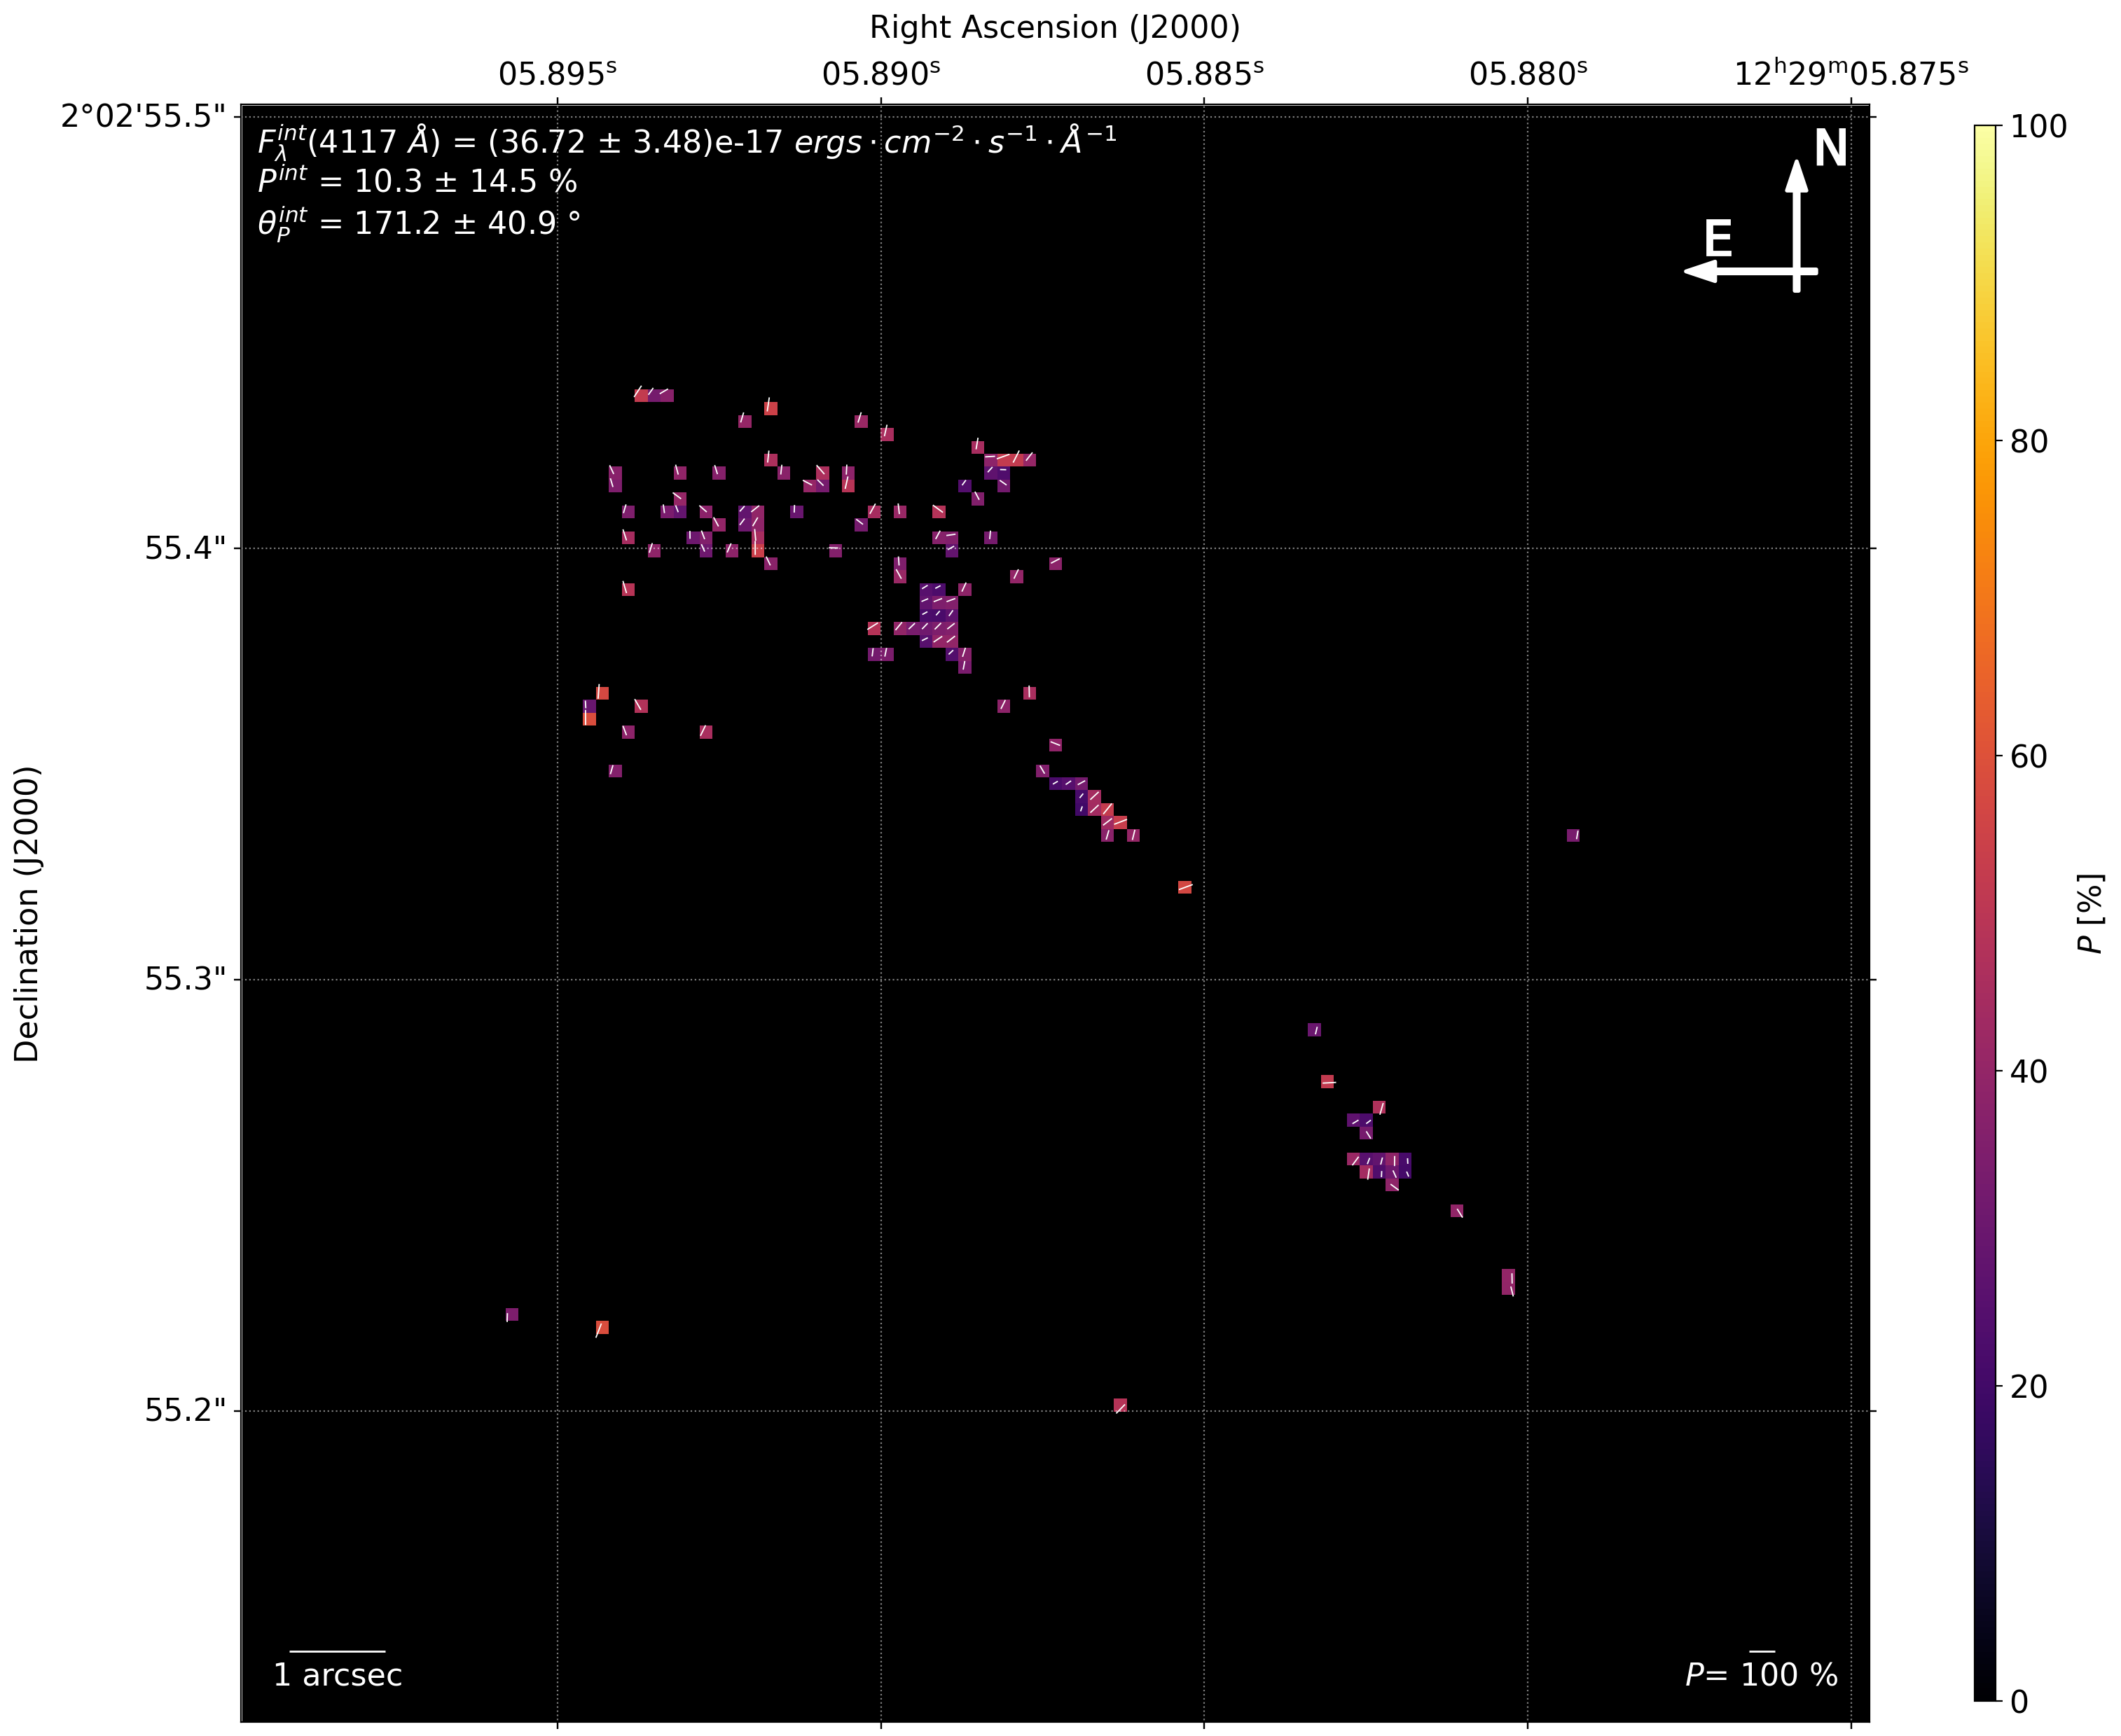 Right Ascension (J2000)
05.895ˢ 05.890ˢ 05.885ˢ 05.880ˢ 12ʰ29ᵐ05.875ˢ
2°02'55.5"
55.4"
55.3"
55.2"
Declination (J2000)
F_λ^int(4117 Å) = (36.72 ± 3.48)e-17 ergs · cm⁻² · s⁻¹ · Å⁻¹
P^int = 10.3 ± 14.5 %
θ_P^int = 171.2 ± 40.9 °
N
E
1 arcsec
P= 100 %
100
80
60
40
20
0
P [%]